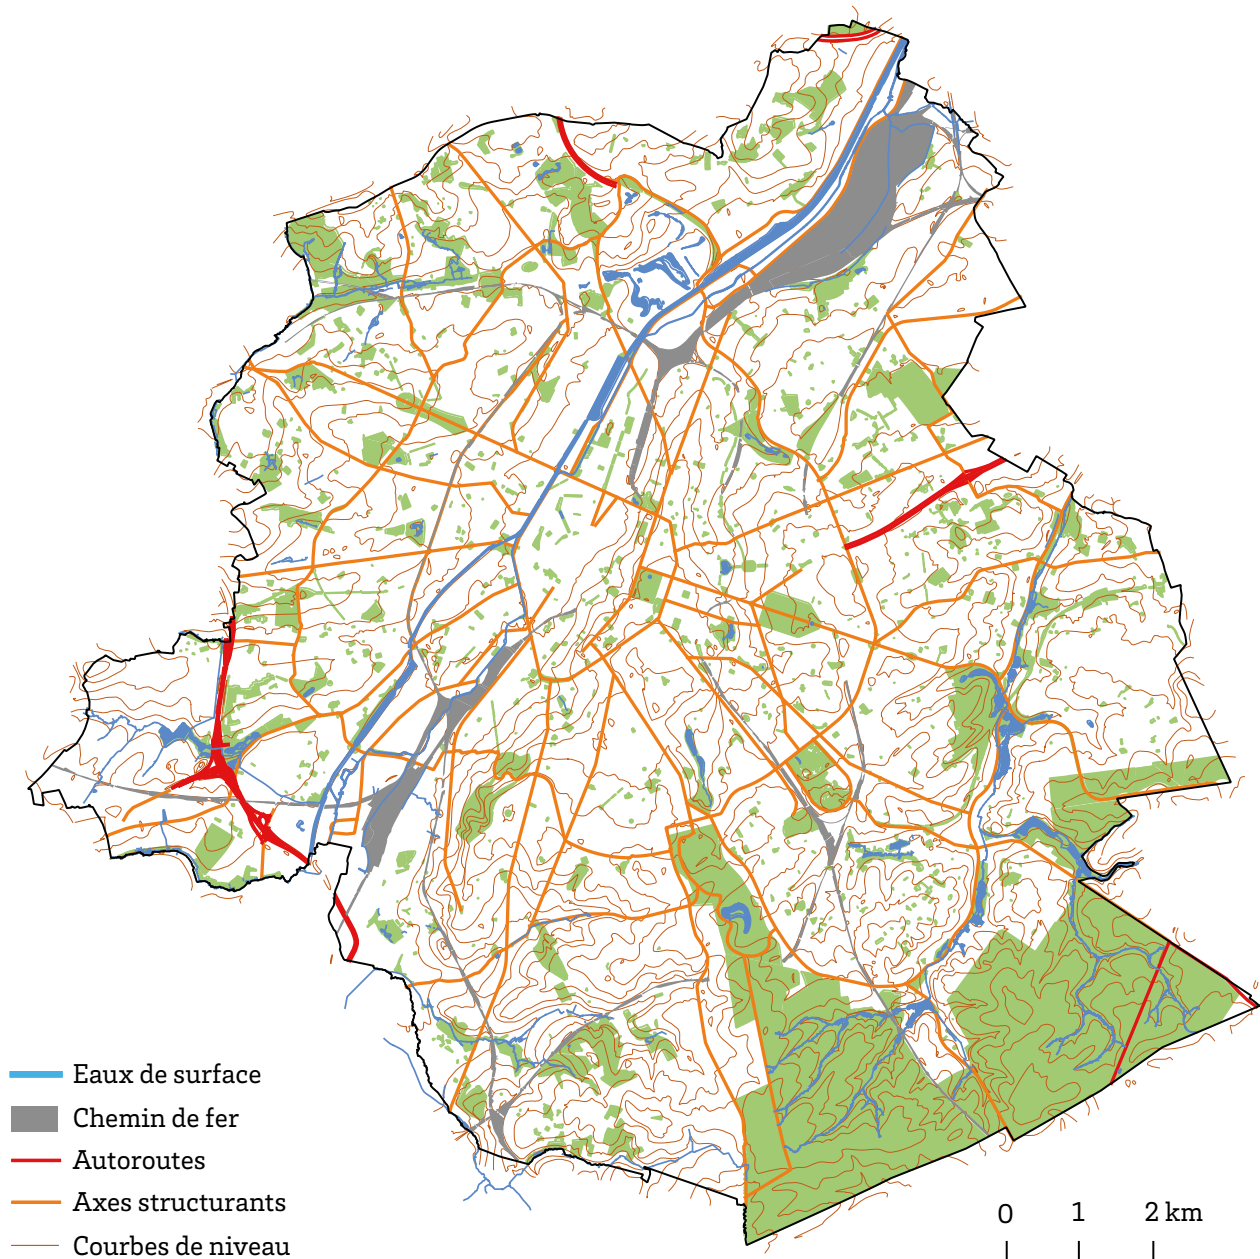 Eaux de surface
Chemin de fer
Autoroutes
Axes structurants
Courbes de niveau
0 1 2 km